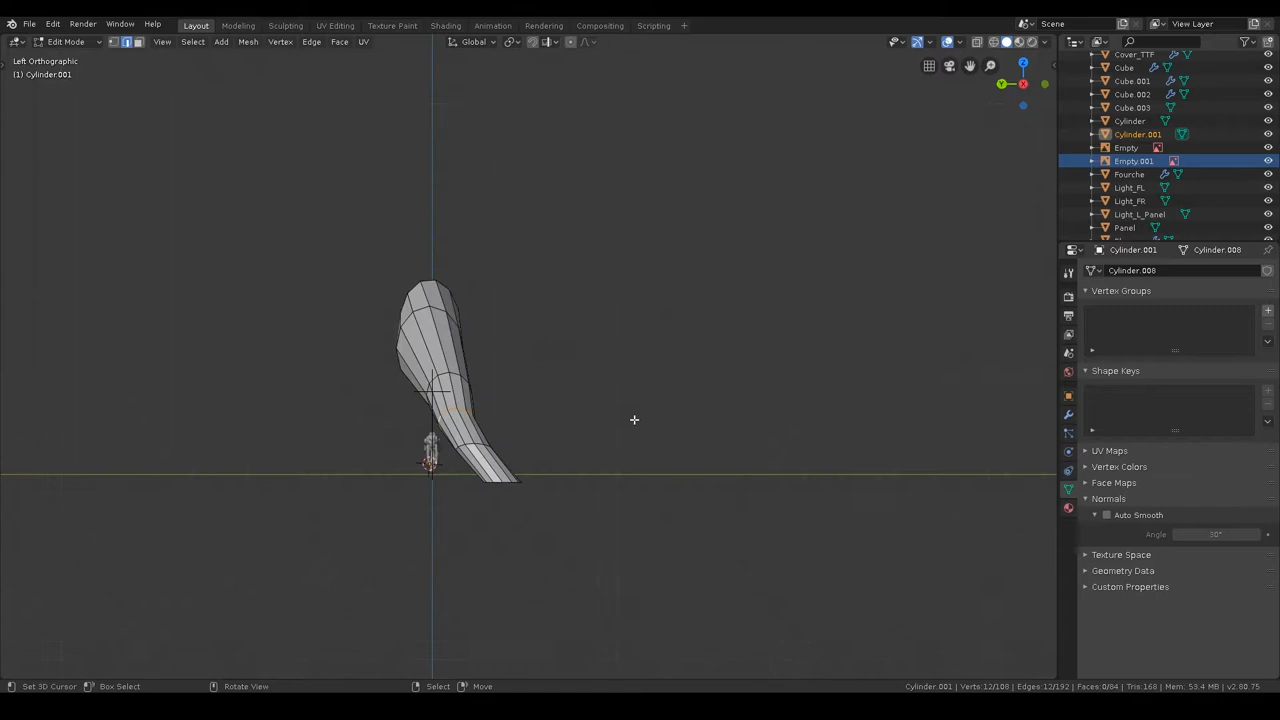 File Edit Render Window Help Layout Modeling Sculpting UV Editing Texture Paint Shading Animation Rendering Compositing Scripting + Scene View Layer
Edit Mode View Select Add Mesh Vertex Edge Face UV Global
Left Orthographic
(1) Cylinder.001
Z
Y
X
Cover_TTF
Cube
Cube.001
Cube.002
Cube.003
Cylinder
Cylinder.001
Empty
Empty.001
Fourche
Light_FL
Light_FR
Light_L_Panel
Panel
Cylinder.001 Cylinder.008
Cylinder.008
Vertex Groups
Shape Keys
UV Maps
Vertex Colors
Face Maps
Normals
Auto Smooth
Angle 30°
Texture Space
Geometry Data
Custom Properties
Set 3D Cursor Box Select Rotate View Select Move Cylinder.001 | Verts:12/108 | Edges:12/192 | Faces:0/84 | Tris:168 | Mem: 53.4 MB | v2.80.75